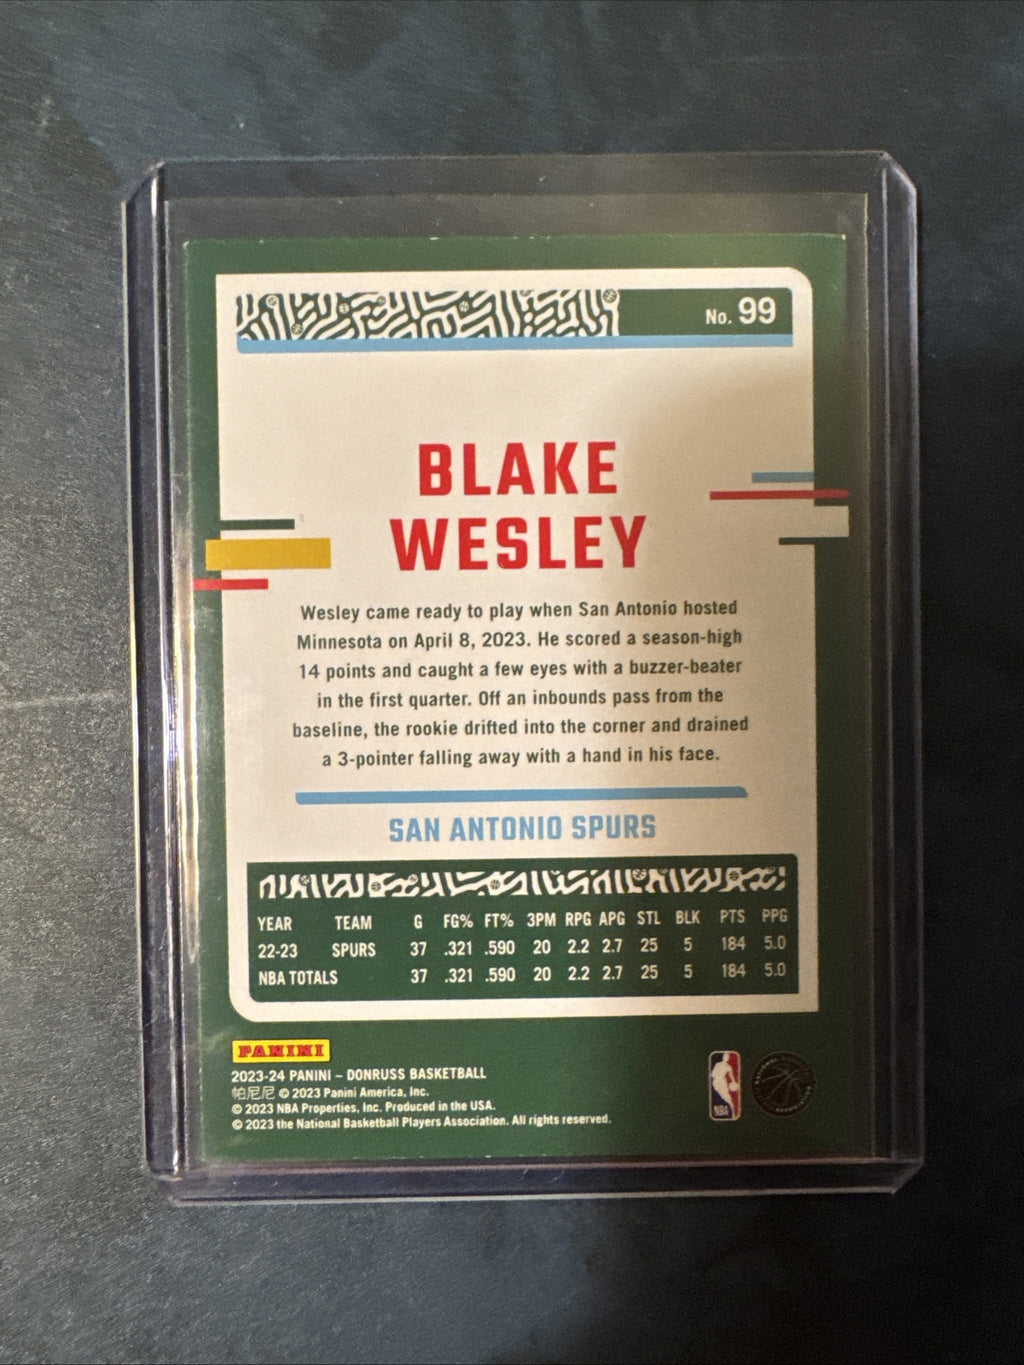 No. 99
BLAKE
WESLEY
Wesley came ready to play when San Antonio hosted
Minnesota on April 8, 2023. He scored a season-high
14 points and caught a few eyes with a buzzer-beater
in the first quarter. Off an inbounds pass from the
baseline, the rookie drifted into the corner and drained
a 3-pointer falling away with a hand in his face.
SAN ANTONIO SPURS
YEAR TEAM G FG% FT% 3PM RPG APG STL BLK PTS PPG
22-23 SPURS 37 .321 .590 20 2.2 2.7 25 5 184 5.0
NBA TOTALS 37 .321 .590 20 2.2 2.7 25 5 184 5.0
PANINI
2023-24 PANINI – DONRUSS BASKETBALL
帕尼尼 © 2023 Panini America, Inc.
© 2023 NBA Properties, Inc. Produced in the USA.
© 2023 the National Basketball Players Association. All rights reserved.
NBA